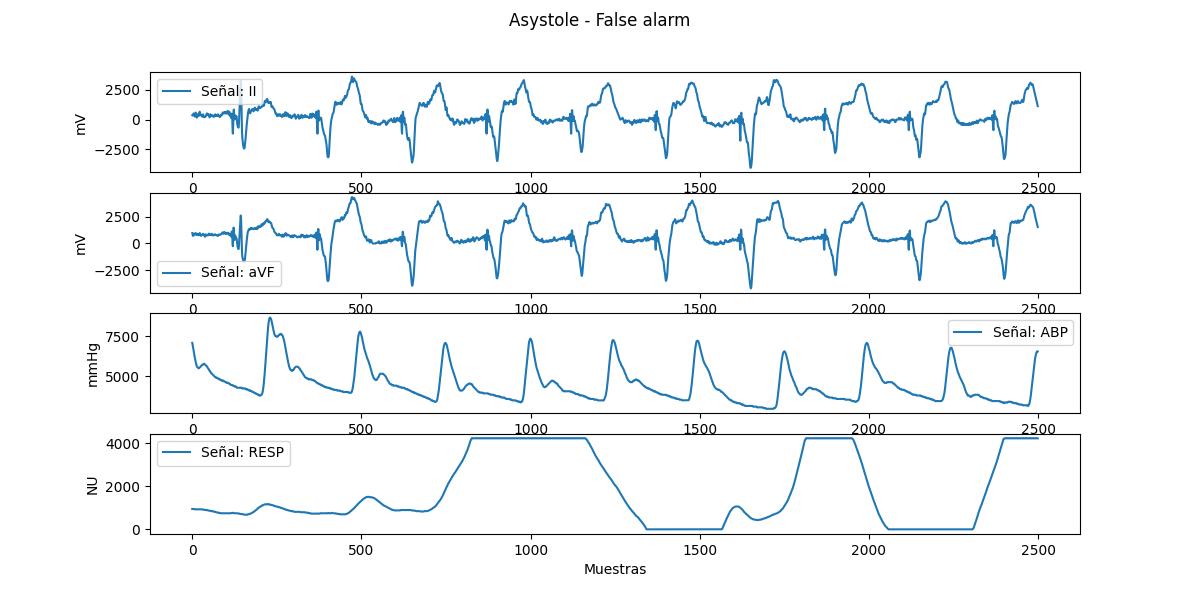 Asystole - False alarm
2500
0
−2500
mV
Señal: II
0 500 1000 1500 2000 2500
2500
0
−2500
mV
Señal: aVF
0 500 1000 1500 2000 2500
7500
5000
mmHg
Señal: ABP
0 500 1000 1500 2000 2500
4000
2000
0
NU
Señal: RESP
0 500 1000 1500 2000 2500
Muestras